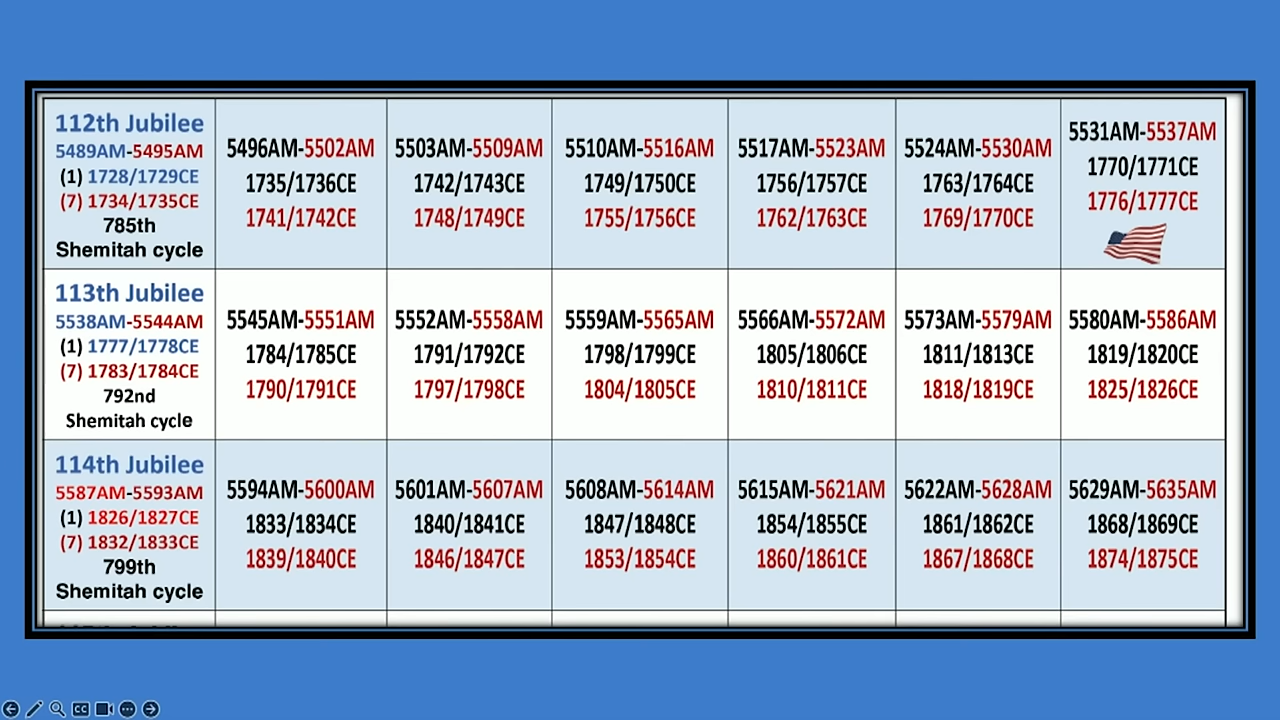 112th Jubilee
5489AM-5495AM
(1) 1728/1729CE
(7) 1734/1735CE
785th
Shemitah cycle
5496AM-5502AM
1735/1736CE
1741/1742CE
5503AM-5509AM
1742/1743CE
1748/1749CE
5510AM-5516AM
1749/1750CE
1755/1756CE
5517AM-5523AM
1756/1757CE
1762/1763CE
5524AM-5530AM
1763/1764CE
1769/1770CE
5531AM-5537AM
1770/1771CE
1776/1777CE
113th Jubilee
5538AM-5544AM
(1) 1777/1778CE
(7) 1783/1784CE
792nd
Shemitah cycle
5545AM-5551AM
1784/1785CE
1790/1791CE
5552AM-5558AM
1791/1792CE
1797/1798CE
5559AM-5565AM
1798/1799CE
1804/1805CE
5566AM-5572AM
1805/1806CE
1810/1811CE
5573AM-5579AM
1811/1813CE
1818/1819CE
5580AM-5586AM
1819/1820CE
1825/1826CE
114th Jubilee
5587AM-5593AM
(1) 1826/1827CE
(7) 1832/1833CE
799th
Shemitah cycle
5594AM-5600AM
1833/1834CE
1839/1840CE
5601AM-5607AM
1840/1841CE
1846/1847CE
5608AM-5614AM
1847/1848CE
1853/1854CE
5615AM-5621AM
1854/1855CE
1860/1861CE
5622AM-5628AM
1861/1862CE
1867/1868CE
5629AM-5635AM
1868/1869CE
1874/1875CE
CC